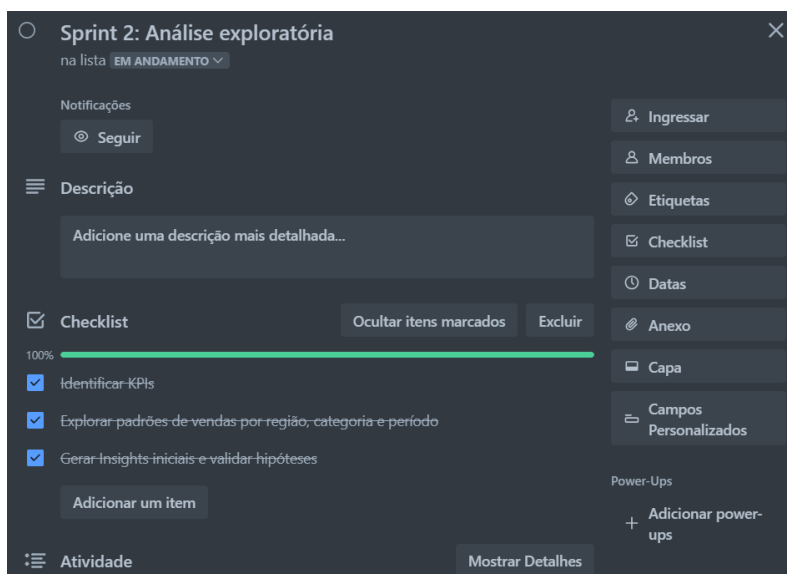 Sprint 2: Análise exploratória
na lista EM ANDAMENTO
Notificações
Seguir
Descrição
Adicione uma descrição mais detalhada...
Checklist
Ocultar itens marcados
Excluir
100%
Identificar KPIs
Explorar padrões de vendas por região, categoria e período
Gerar Insights iniciais e validar hipóteses
Adicionar um item
Atividade
Mostrar Detalhes
Ingressar
Membros
Etiquetas
Checklist
Datas
Anexo
Capa
Campos
Personalizados
Power-Ups
Adicionar power-
ups